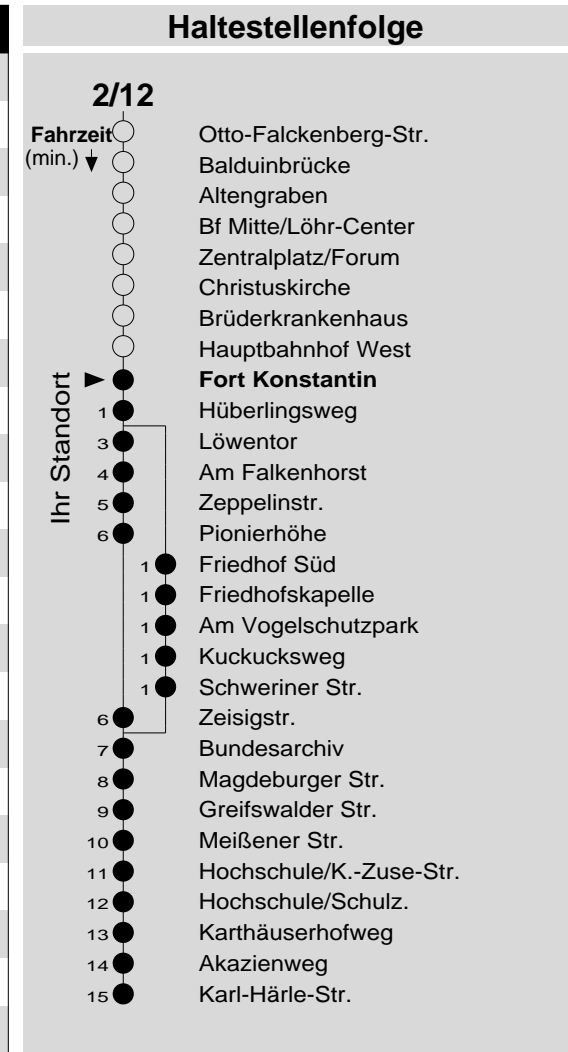 Haltestellenfolge
2/12
Fahrzeit
(min.)
Otto-Falckenberg-Str.
Balduinbrücke
Altengraben
Bf Mitte/Löhr-Center
Zentralplatz/Forum
Christuskirche
Brüderkrankenhaus
Hauptbahnhof West
Ihr Standort
Fort Konstantin
1 Hüberlingsweg
3 Löwentor
4 Am Falkenhorst
5 Zeppelinstr.
6 Pionierhöhe
1 Friedhof Süd
1 Friedhofskapelle
1 Am Vogelschutzpark
1 Kuckucksweg
1 Schweriner Str.
6 Zeisigstr.
7 Bundesarchiv
8 Magdeburger Str.
9 Greifswalder Str.
10 Meißener Str.
11 Hochschule/K.-Zuse-Str.
12 Hochschule/Schulz.
13 Karthäuserhofweg
14 Akazienweg
15 Karl-Härle-Str.